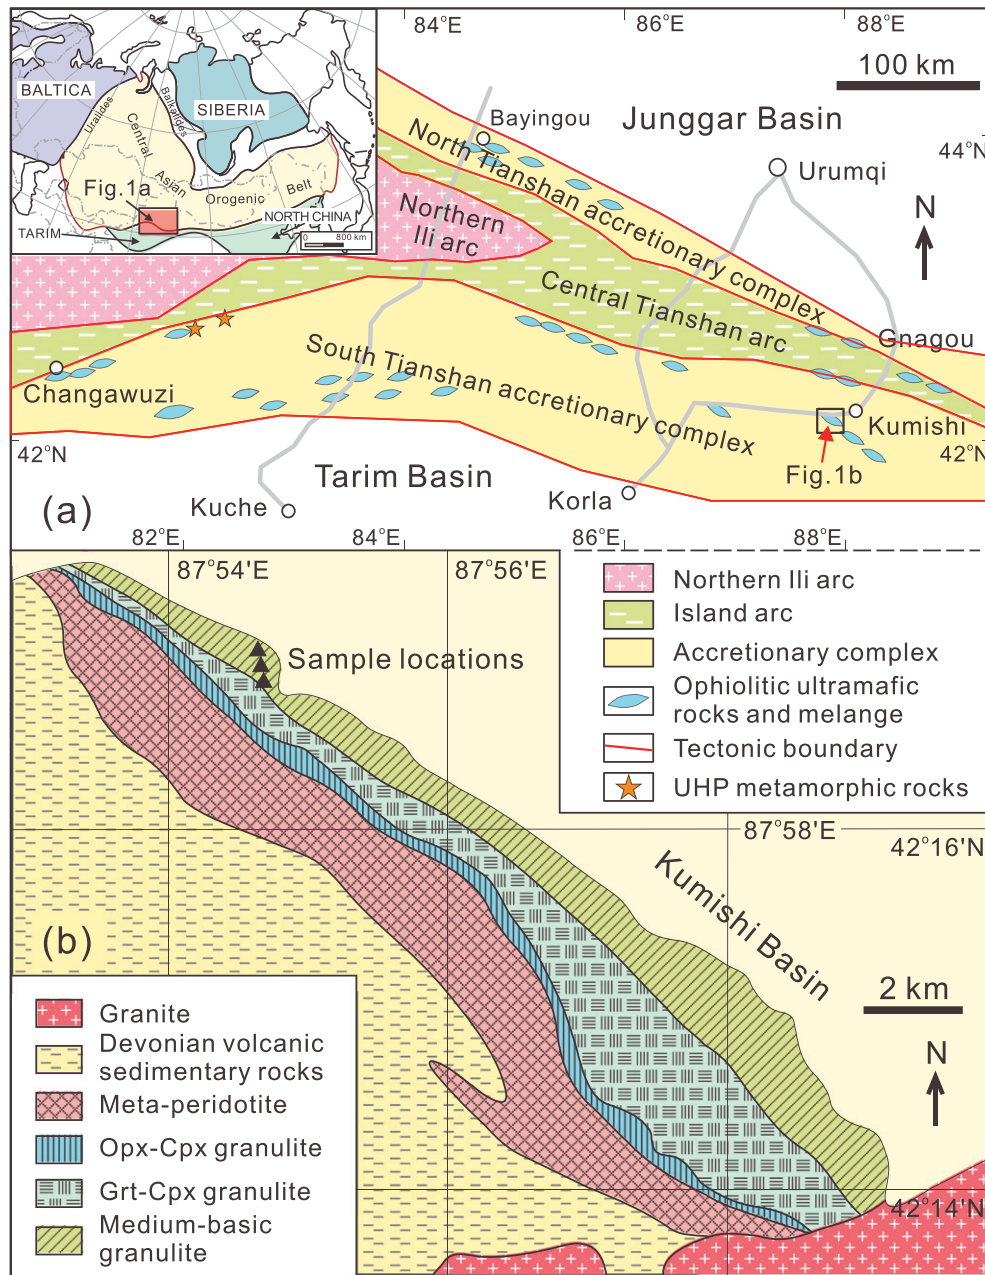 84°E
86°E
88°E
100 km
BALTICA
SIBERIA
Uralides
Baikalides
Central
Asian
Orogenic
Belt
Fig.1a
TARIM
NORTH CHINA
0
800 km
Bayingou
Junggar Basin
44°N
Urumqi
North Tianshan accretionary complex
N
Northern
Ili arc
Central Tianshan arc
Gnagou
South Tianshan accretionary complex
Changawuzi
Kumishi
42°N
42°N
Fig.1b
Tarim Basin
Korla
Kuche
(a)
82°E
84°E
86°E
88°E
87°54'E
87°56'E
Northern Ili arc
Island arc
Accretionary complex
Ophiolitic ultramafic
rocks and melange
Tectonic boundary
UHP metamorphic rocks
Sample locations
87°58'E
42°16'N
Kumishi Basin
(b)
2 km
N
Granite
Devonian volcanic
sedimentary rocks
Meta-peridotite
Opx-Cpx granulite
Grt-Cpx granulite
Medium-basic
granulite
42°14'N